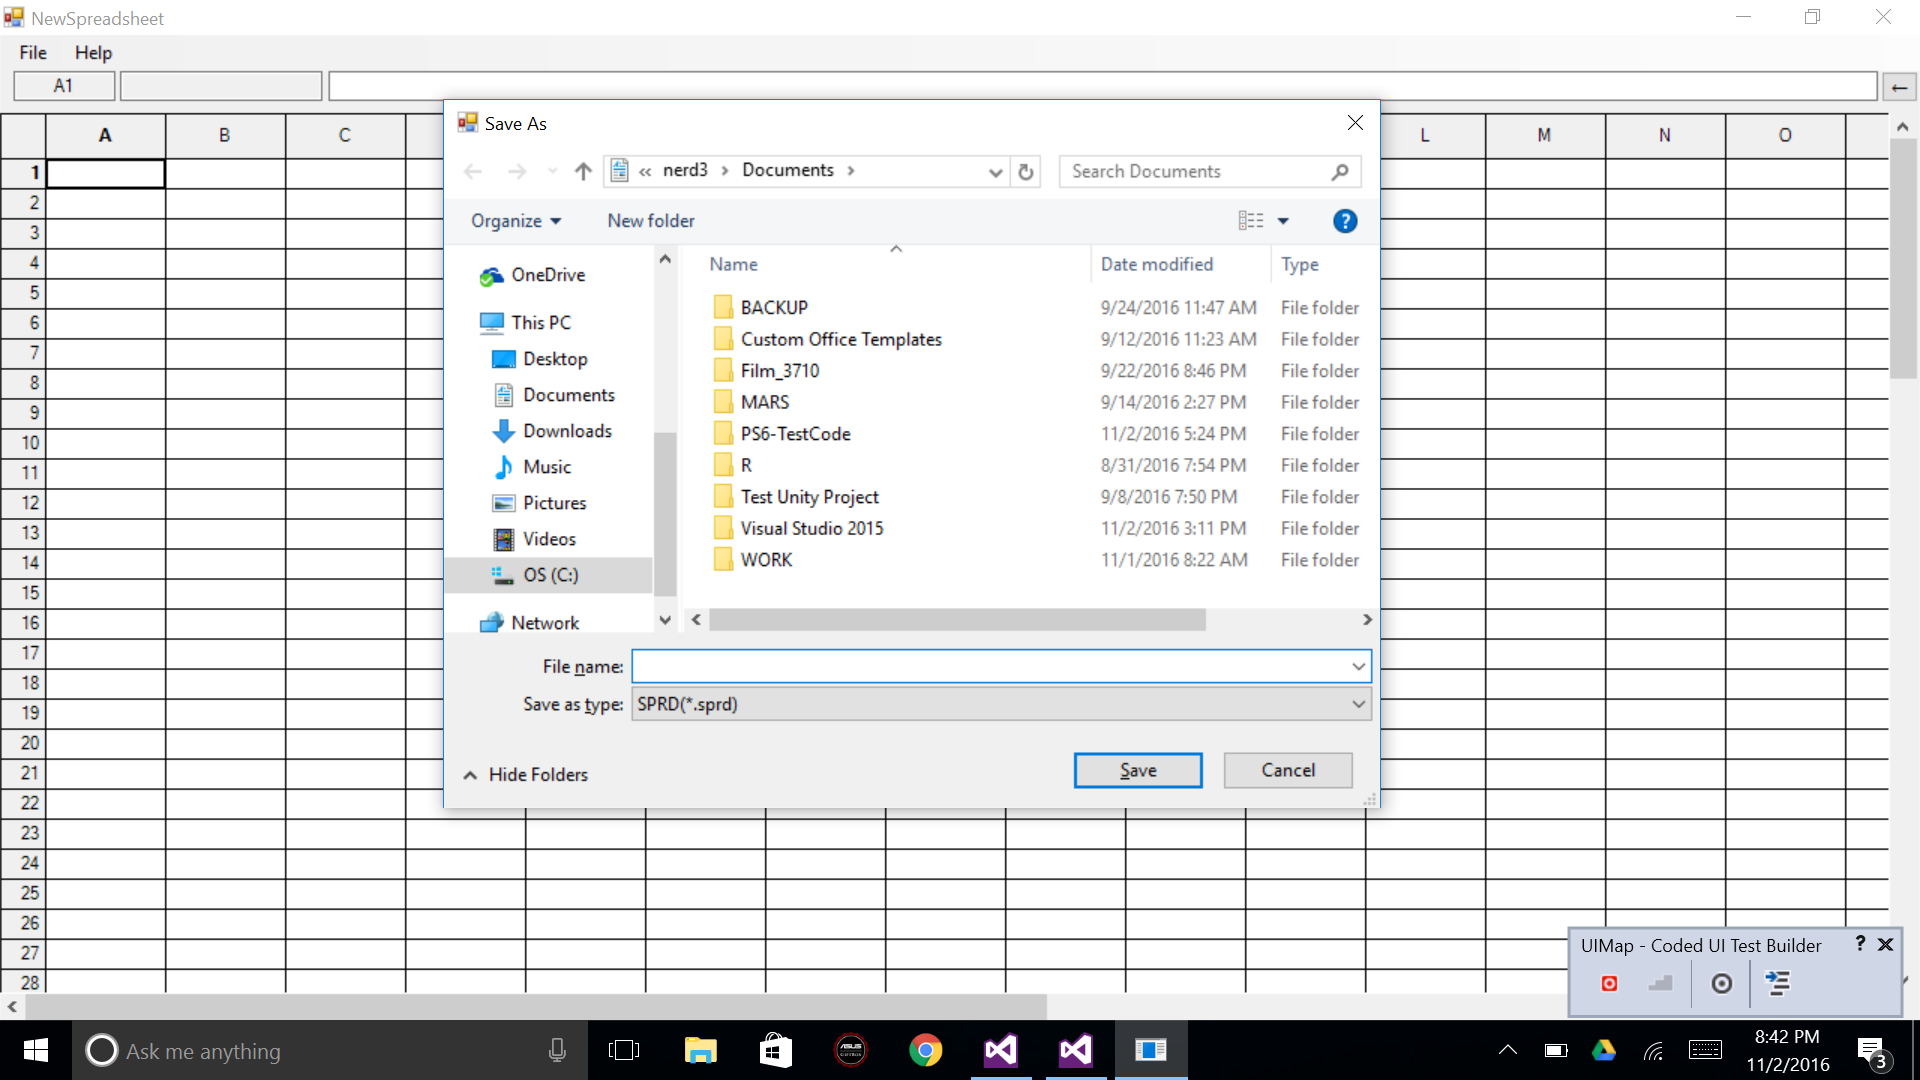 NewSpreadsheet
File Help
A1
A B C L M N O
Save As
« nerd3 > Documents >
Search Documents
Organize New folder
Name Date modified Type
OneDrive
This PC
Desktop
Documents
Downloads
Music
Pictures
Videos
OS (C:)
Network
BACKUP 9/24/2016 11:47 AM File folder
Custom Office Templates 9/12/2016 11:23 AM File folder
Film_3710 9/22/2016 8:46 PM File folder
MARS 9/14/2016 2:27 PM File folder
PS6-TestCode 11/2/2016 5:24 PM File folder
R 8/31/2016 7:54 PM File folder
Test Unity Project 9/8/2016 7:50 PM File folder
Visual Studio 2015 11/2/2016 3:11 PM File folder
WORK 11/1/2016 8:22 AM File folder
File name:
Save as type: SPRD(*.sprd)
Hide Folders
Save Cancel
1
2
3
4
5
6
7
8
9
10
11
12
13
14
15
16
17
18
19
20
21
22
23
24
25
26
27
28
UIMap - Coded UI Test Builder ?
Ask me anything
8:42 PM
11/2/2016
3